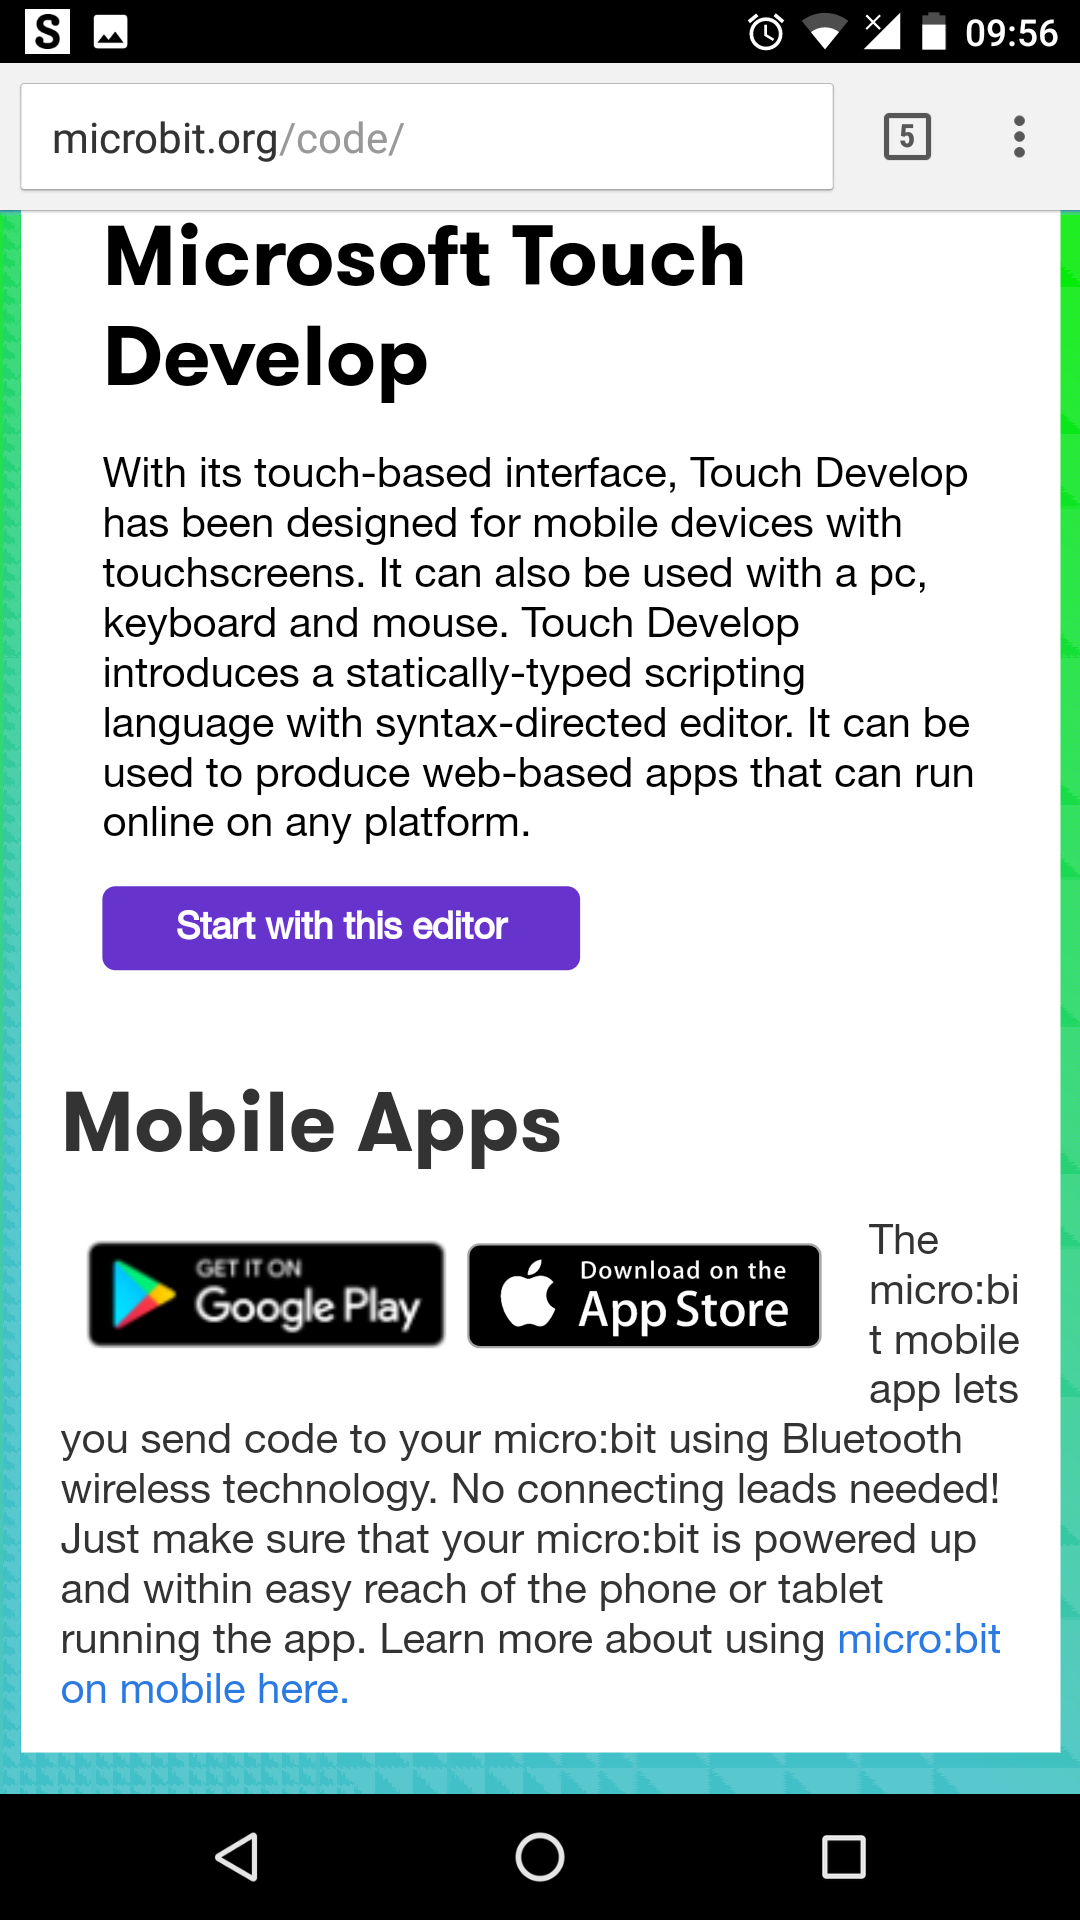 S
09:56
microbit.org/code/
5
Microsoft Touch
Develop
With its touch-based interface, Touch Develop
has been designed for mobile devices with
touchscreens. It can also be used with a pc,
keyboard and mouse. Touch Develop
introduces a statically-typed scripting
language with syntax-directed editor. It can be
used to produce web-based apps that can run
online on any platform.
Start with this editor
Mobile Apps
GET IT ON
Google Play
Download on the
App Store
The
micro:bi
t mobile
app lets
you send code to your micro:bit using Bluetooth
wireless technology. No connecting leads needed!
Just make sure that your micro:bit is powered up
and within easy reach of the phone or tablet
running the app. Learn more about using micro:bit
on mobile here.